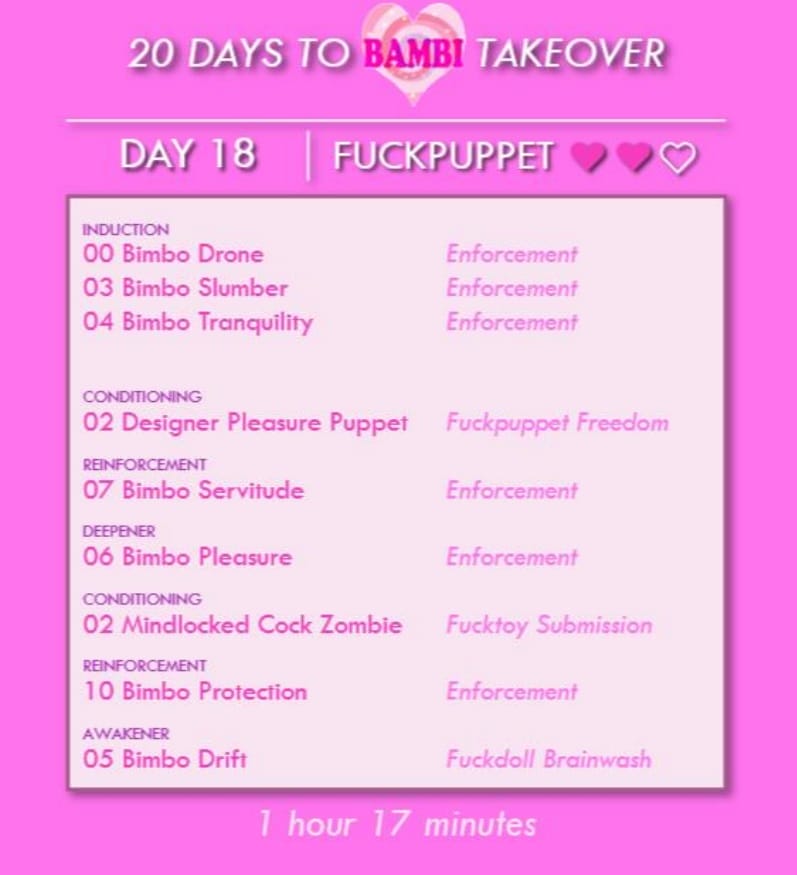 20 DAYS TO BAMBI TAKEOVER
DAY 18 | FUCKPUPPET
INDUCTION
00 Bimbo Drone Enforcement
03 Bimbo Slumber Enforcement
04 Bimbo Tranquility Enforcement
CONDITIONING
02 Designer Pleasure Puppet Fuckpuppet Freedom
REINFORCEMENT
07 Bimbo Servitude Enforcement
DEEPENER
06 Bimbo Pleasure Enforcement
CONDITIONING
02 Mindlocked Cock Zombie Fucktoy Submission
REINFORCEMENT
10 Bimbo Protection Enforcement
AWAKENER
05 Bimbo Drift Fuckdoll Brainwash
1 hour 17 minutes